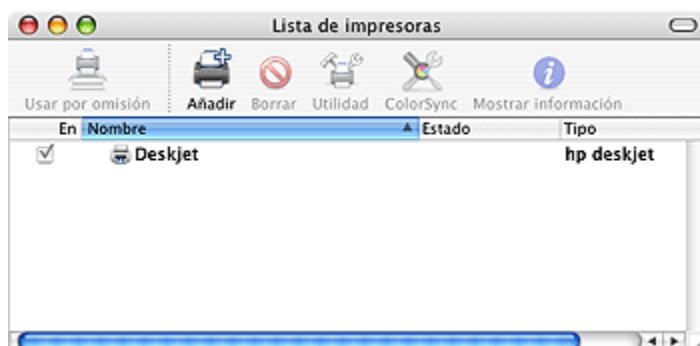 Lista de impresoras
Usar por omisión Añadir Borrar Utilidad ColorSync Mostrar información
En Nombre Estado Tipo
Deskjet hp deskjet